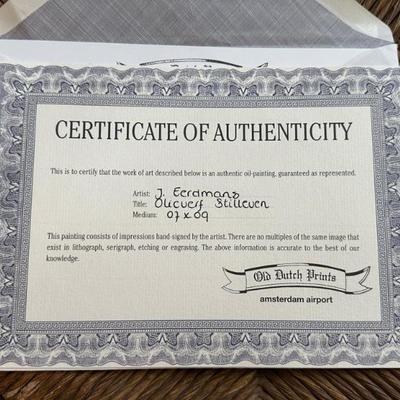 CERTIFICATE OF AUTHENTICITY
This is to certify that the work of art described below is an authentic oil-painting, guaranteed as represented.
Artist: J. Eerdmans
Title: Olieverf Stilleven
Medium: 07 x 09
This painting consists of impressions hand-signed by the artist. There are no multiples of the same image that
exist in lithograph, serigraph, etching or engraving. The above information is accurate to the best of our
knowledge.
Old Dutch Prints
amsterdam airport